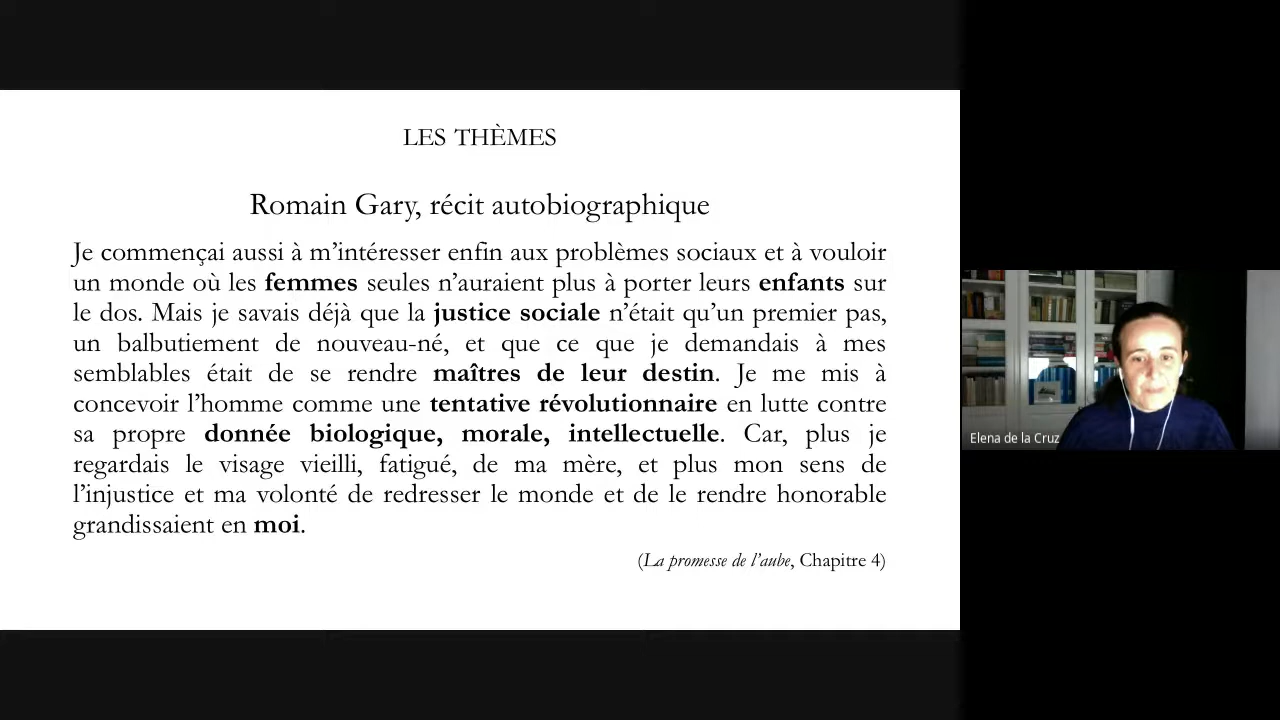 LES THÈMES
Romain Gary, récit autobiographique
Je commençai aussi à m’intéresser enfin aux problèmes sociaux et à vouloir
un monde où les femmes seules n’auraient plus à porter leurs enfants sur
le dos. Mais je savais déjà que la justice sociale n’était qu’un premier pas,
un balbutiement de nouveau-né, et que ce que je demandais à mes
semblables était de se rendre maîtres de leur destin. Je me mis à
concevoir l’homme comme une tentative révolutionnaire en lutte contre
sa propre donnée biologique, morale, intellectuelle. Car, plus je
regardais le visage vieilli, fatigué, de ma mère, et plus mon sens de
l’injustice et ma volonté de redresser le monde et de le rendre honorable
grandissaient en moi.
(La promesse de l’aube, Chapitre 4)
Elena de la Cruz